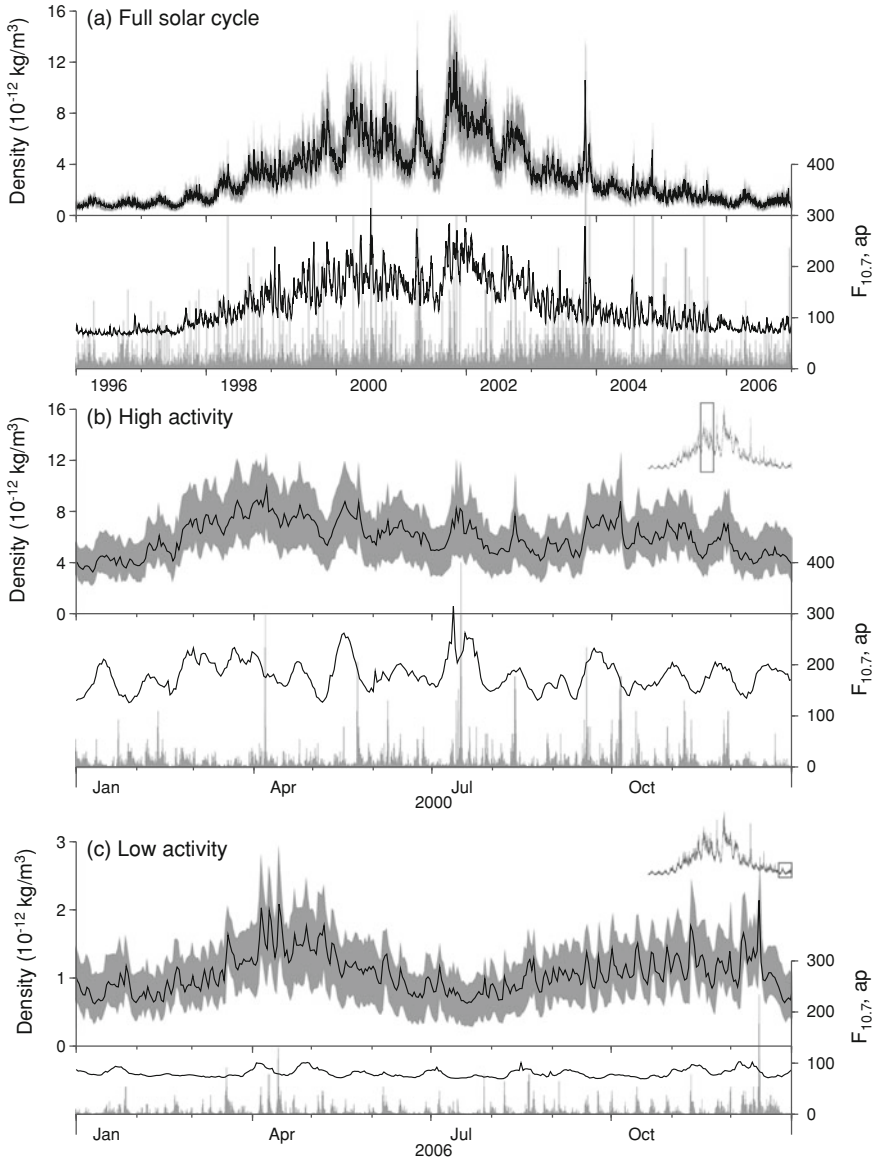 (a) Full solar cycle
Density (10⁻¹² kg/m³)
16
12
8
4
0
400
300
200
100
0
F₁₀.₇, ap
1996 1998 2000 2002 2004 2006
(b) High activity
Density (10⁻¹² kg/m³)
16
12
8
4
0
400
300
200
100
0
F₁₀.₇, ap
Jan Apr Jul Oct
2000
(c) Low activity
Density (10⁻¹² kg/m³)
3
2
1
0
300
200
100
0
F₁₀.₇, ap
Jan Apr Jul Oct
2006